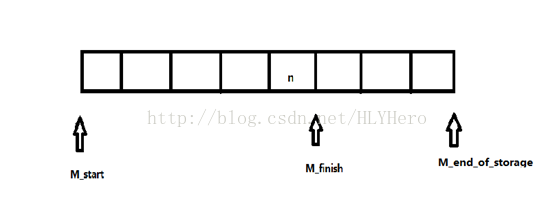 n
http://blog.csdn.net/HLYHero
M_start
M_finish
M_end_of_storage